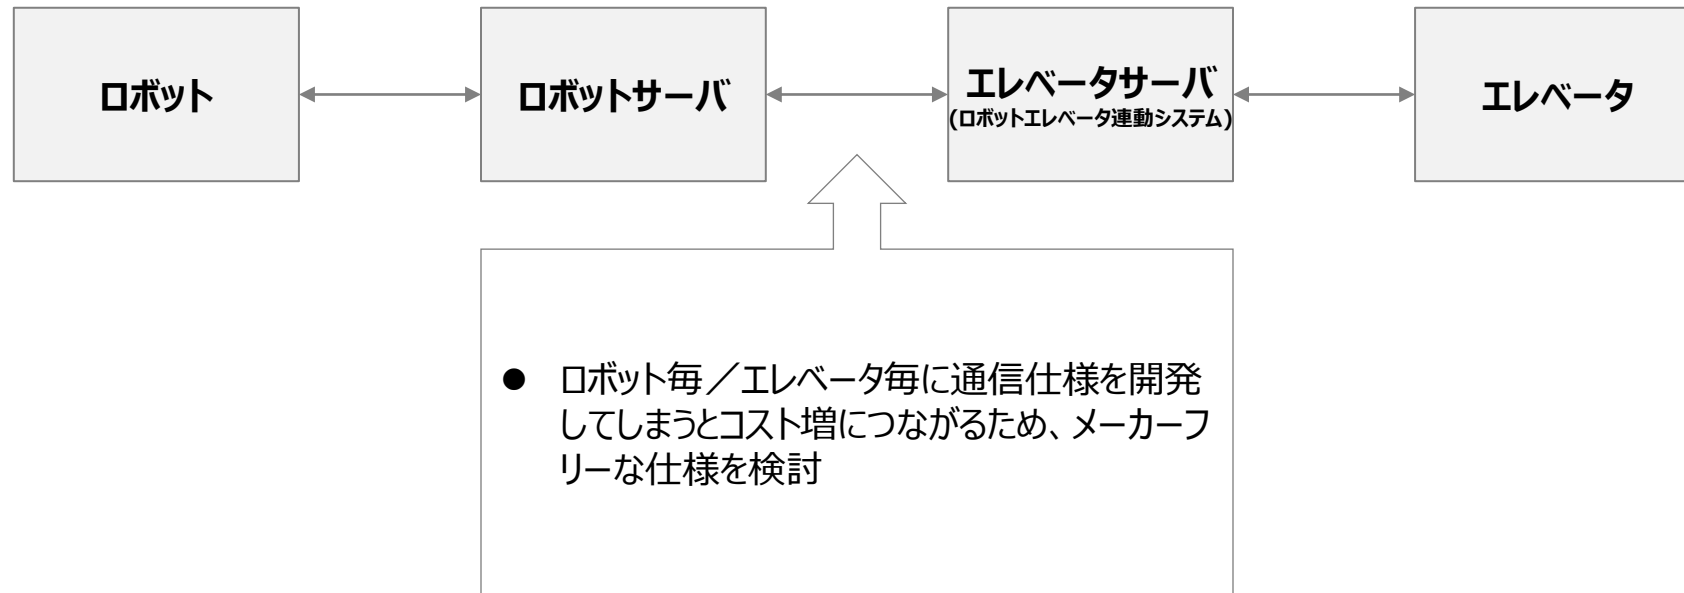 ロボット
ロボットサーバ
エレベータサーバ
(ロボットエレベータ連動システム)
エレベータ
● ロボット毎／エレベータ毎に通信仕様を開発
してしまうとコスト増につながるため、メーカーフ
リーな仕様を検討